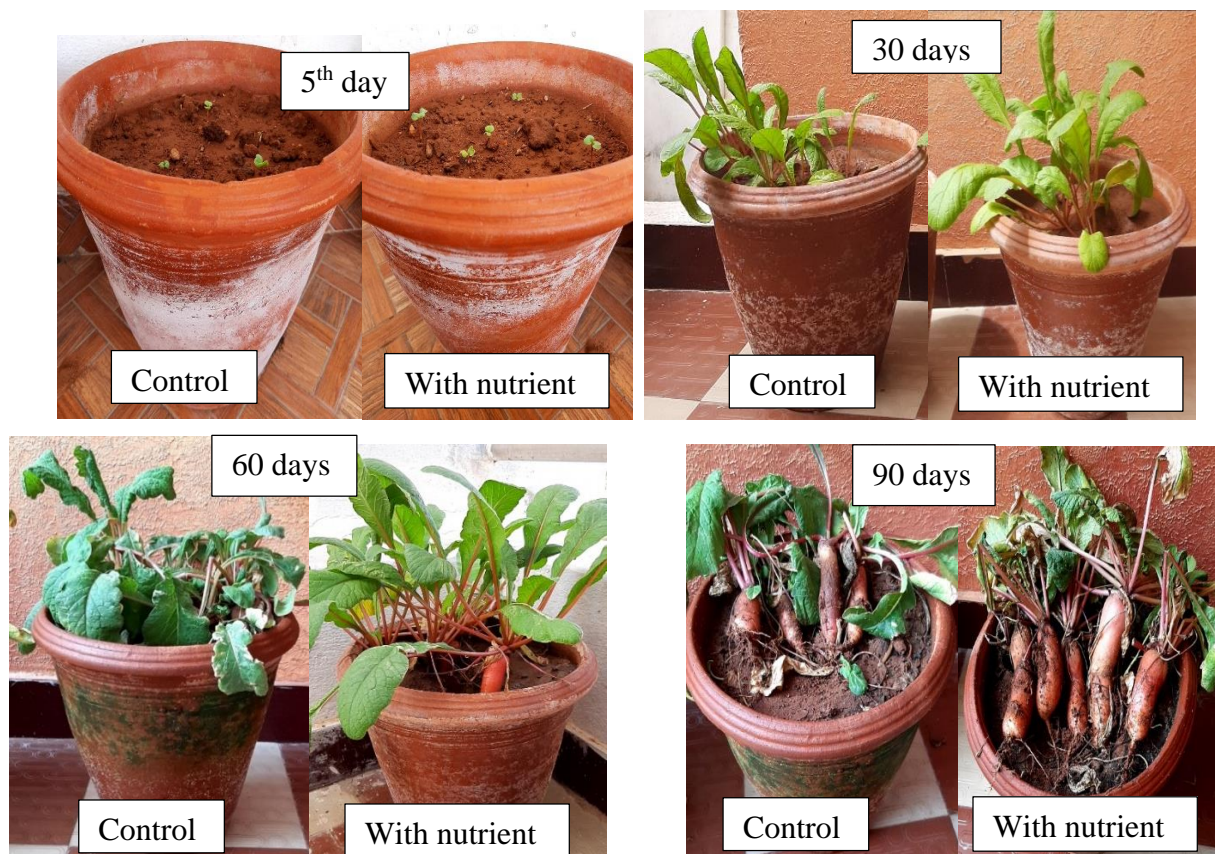 5th day
Control
With nutrient
30 days
Control
With nutrient
60 days
Control
With nutrient
90 days
Control
With nutrient